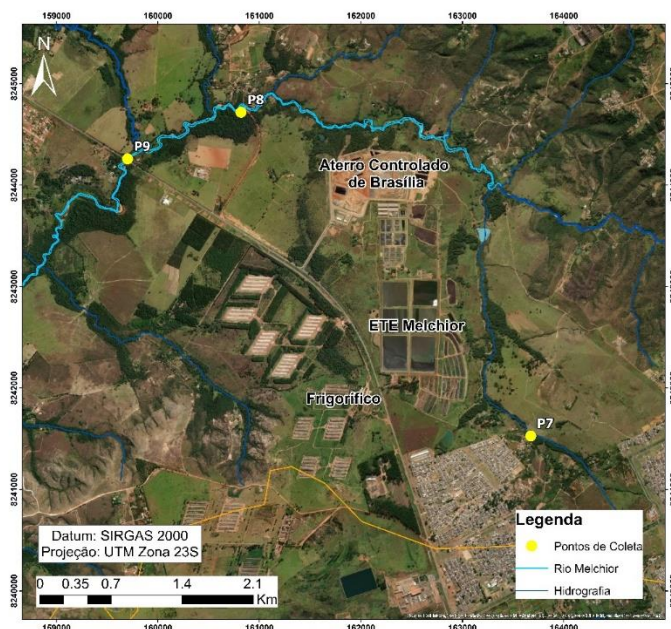 159000 160000 161000 162000 163000 164000
N
8245000
8244000
8243000
8242000
8241000
8240000
P8
P9
Aterro Controlado
de Brasília
ETE Melchior
Frigorífico
P7
Datum: SIRGAS 2000
Projeção: UTM Zona 23S
0 0.35 0.7 1.4 2.1
Km
Legenda
Pontos de Coleta
Rio Melchior
Hidrografia
159000 160000 161000 162000 163000 164000